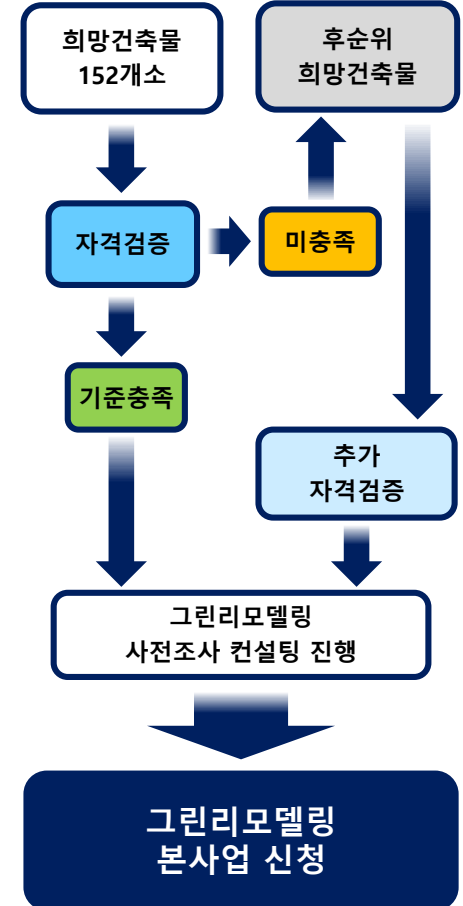 희망건축물
152개소
후순위
희망건축물
자격검증
미충족
기준충족
추가
자격검증
그린리모델링
사전조사 컨설팅 진행
그린리모델링
본사업 신청